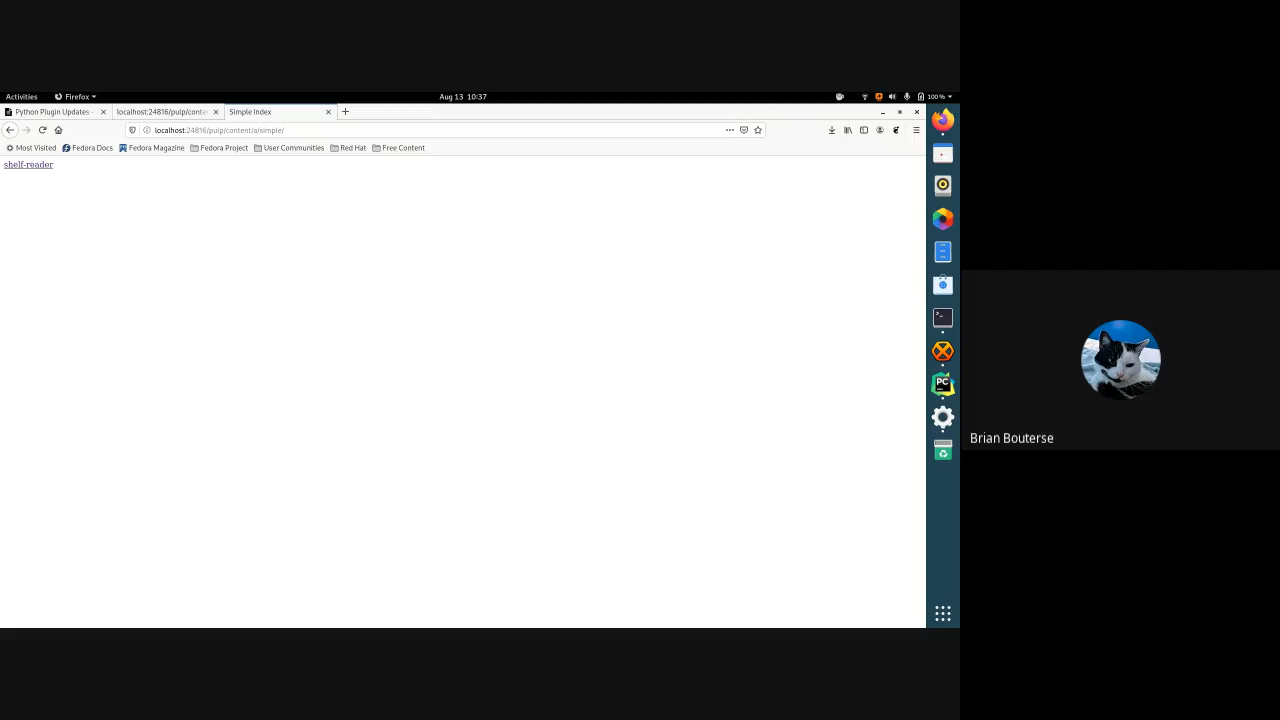 Activities Firefox ▾ Aug 13 10:37 100 % ▾
Python Plugin Updates - localhost:24816/pulp/conte Simple Index
localhost:24816/pulp/content/a/simple/
Most Visited Fedora Docs Fedora Magazine Fedora Project User Communities Red Hat Free Content
shelf-reader
PC
Brian Bouterse